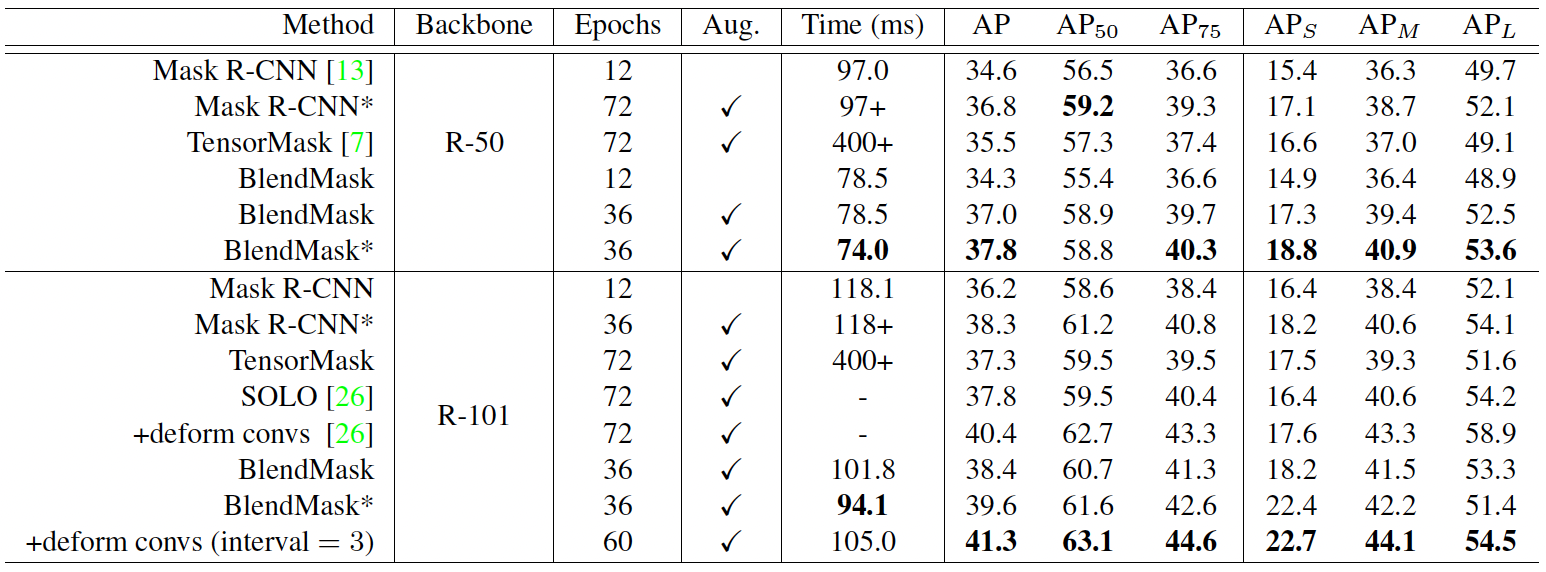 Method Backbone Epochs Aug. Time (ms) AP AP50 AP75 APS APM APL
Mask R-CNN [13] 12 97.0 34.6 56.5 36.6 15.4 36.3 49.7
Mask R-CNN* 72 ✓ 97+ 36.8 59.2 39.3 17.1 38.7 52.1
TensorMask [7] R-50 72 ✓ 400+ 35.5 57.3 37.4 16.6 37.0 49.1
BlendMask 12 78.5 34.3 55.4 36.6 14.9 36.4 48.9
BlendMask 36 ✓ 78.5 37.0 58.9 39.7 17.3 39.4 52.5
BlendMask* 36 ✓ 74.0 37.8 58.8 40.3 18.8 40.9 53.6
Mask R-CNN 12 118.1 36.2 58.6 38.4 16.4 38.4 52.1
Mask R-CNN* 36 ✓ 118+ 38.3 61.2 40.8 18.2 40.6 54.1
TensorMask 72 ✓ 400+ 37.3 59.5 39.5 17.5 39.3 51.6
SOLO [26] 72 ✓ - 37.8 59.5 40.4 16.4 40.6 54.2
R-101
+deform convs [26] 72 ✓ - 40.4 62.7 43.3 17.6 43.3 58.9
BlendMask 36 ✓ 101.8 38.4 60.7 41.3 18.2 41.5 53.3
BlendMask* 36 ✓ 94.1 39.6 61.6 42.6 22.4 42.2 51.4
+deform convs (interval = 3) 60 ✓ 105.0 41.3 63.1 44.6 22.7 44.1 54.5